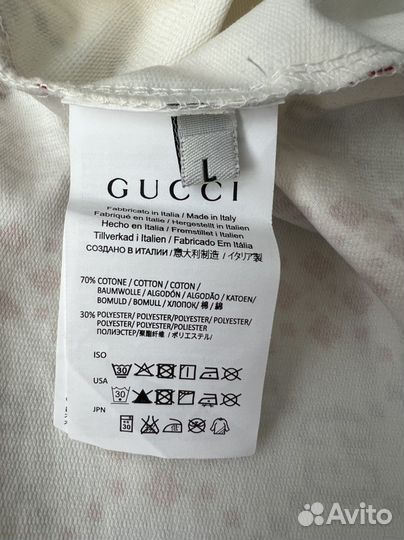 L
GUCCI
Fabbricato in Italia / Made in Italy
Fabriqué en Italie / Hergestellt in Italien
Hecho en Italia / Fremstillet i Italien
Tillverkad i Italien / Fabricado Em Itália
СОЗДАНО В ИТАЛИИ /意大利制造 / イタリア製
70% COTONE / COTTON / COTON /
BAUMWOLLE / ALGODÓN / ALGODÃO / KATOEN/
BOMULD / BOMULL / ХЛОПОК/ 棉 / 綿
30% POLYESTER/POLYESTER/POLYESTER/
POLYESTER/POLYESTER/POLIESTER/
ПОЛИЭСТЕР/聚酯纤维 / ポリエステル/
ISO
30
USA
30
JPN
30
Avito